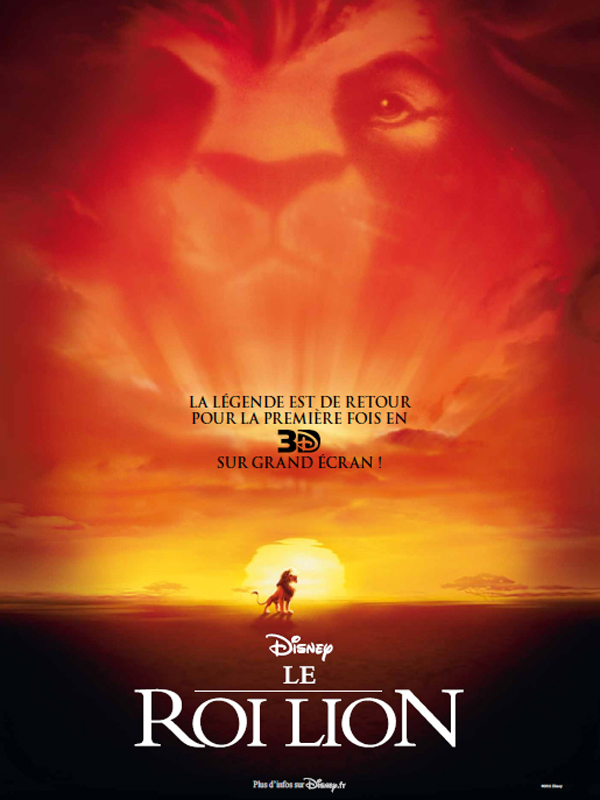 LA LÉGENDE EST DE RETOUR
POUR LA PREMIÈRE FOIS EN
3D
SUR GRAND ÉCRAN !
Disney
LE
ROI LION
Plus d'infos sur Disney.fr